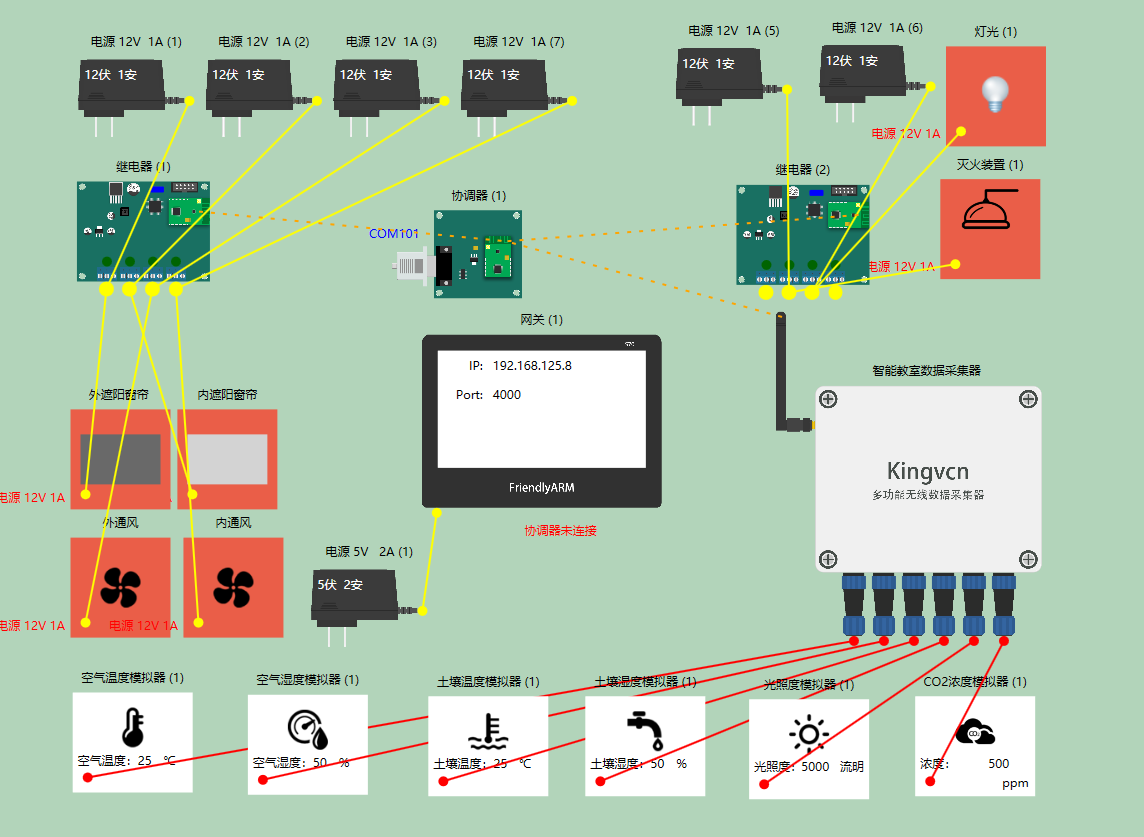 电源 12V 1A (1)
电源 12V 1A (2)
电源 12V 1A (3)
电源 12V 1A (7)
电源 12V 1A (5)
电源 12V 1A (6)
灯光 (1)
12伏 1安
12伏 1安
12伏 1安
12伏 1安
12伏 1安
12伏 1安
电源 12V 1A
继电器 (1)
协调器 (1)
继电器 (2)
灭火装置 (1)
COM101
电源 12V 1A
网关 (1)
IP: 192.168.125.8
Port: 4000
FriendlyARM
协调器未连接
智能教室数据采集器
Kingvcn
多功能无线数据采集器
外遮阳窗帘
内遮阳窗帘
电源 12V 1A
外通风
内通风
电源 12V 1A
电源 12V 1A
电源 5V 2A (1)
5伏 2安
空气温度模拟器 (1)
空气湿度模拟器 (1)
土壤温度模拟器 (1)
土壤湿度模拟器 (1)
光照度模拟器 (1)
CO2浓度模拟器 (1)
CO2
空气温度: 25 ℃
空气湿度: 50 %
土壤温度: 25 ℃
土壤湿度: 50 %
光照度: 5000 流明
浓度: 500
ppm